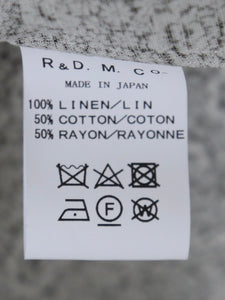 R & D. M. Co-
MADE IN JAPAN
100% LINEN/LIN
50% COTTON/COTON
50% RAYON/RAYONNE
F W